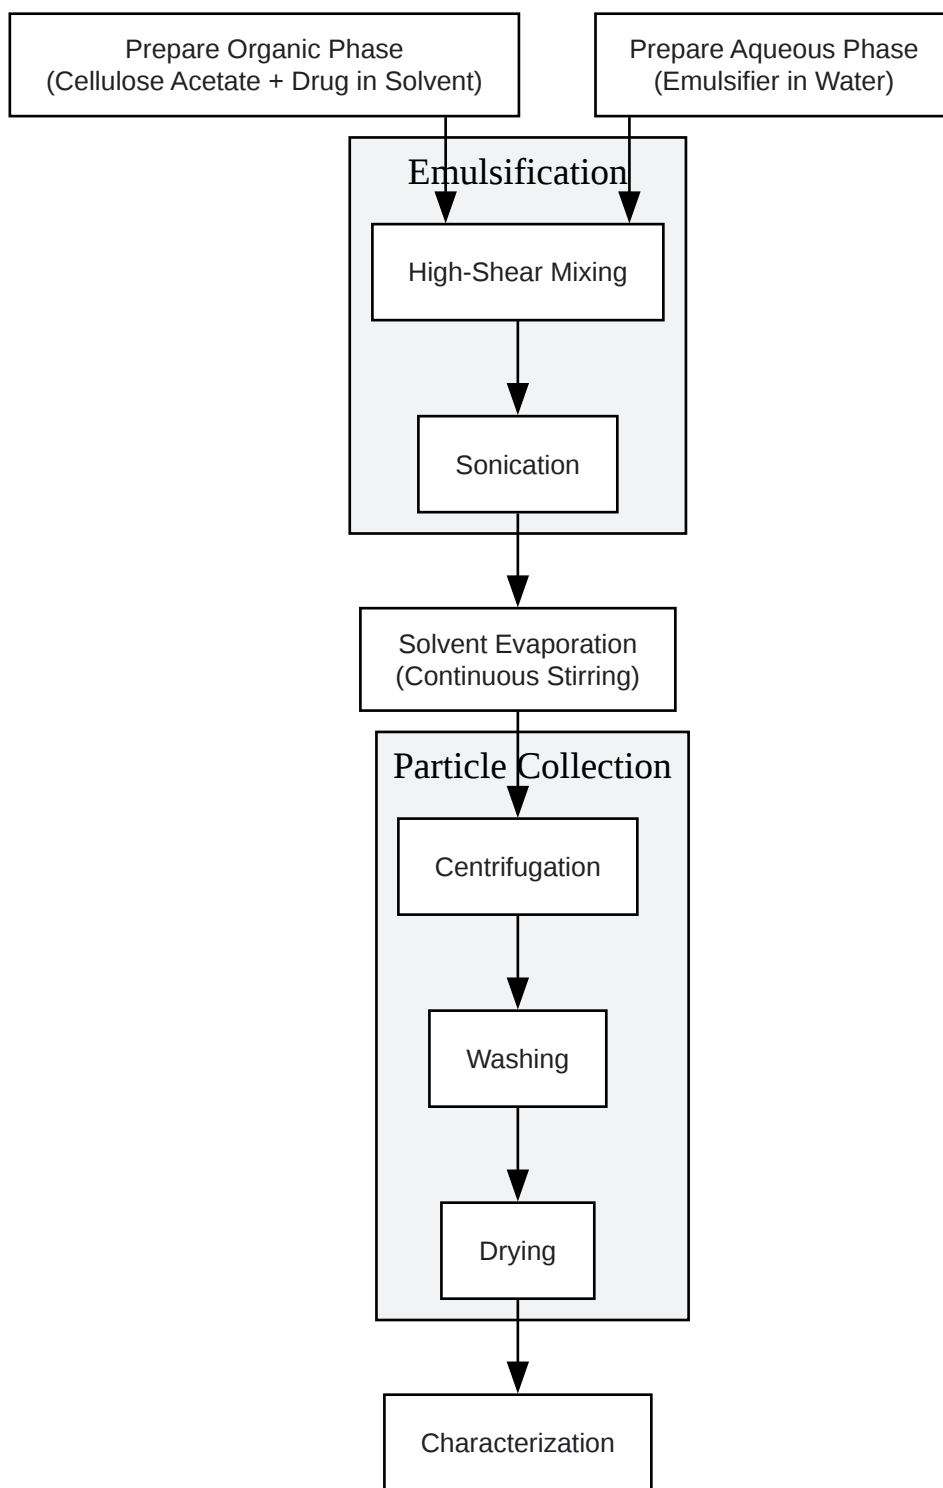 Prepare Organic Phase
(Cellulose Acetate + Drug in Solvent)
Prepare Aqueous Phase
(Emulsifier in Water)
Emulsification
High-Shear Mixing
Sonication
Solvent Evaporation
(Continuous Stirring)
Particle Collection
Centrifugation
Washing
Drying
Characterization